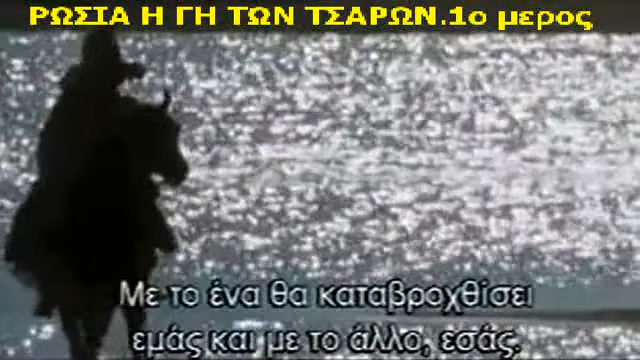 ΡΩΣΙΑ Η ΓΗ ΤΩΝ ΤΣΑΡΩΝ.1ο μερος
Με το ένα θα καταβροχθίσει
εμάς και με το άλλο, εσάς.